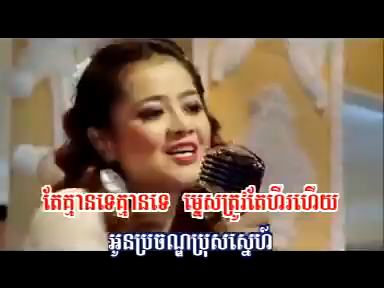 តែគ្មានទេគ្មានទេ ម្នេសត្រូវតែហីរហើយ
អូនប្រចណ្ឌប្រុសស្នេហ៍